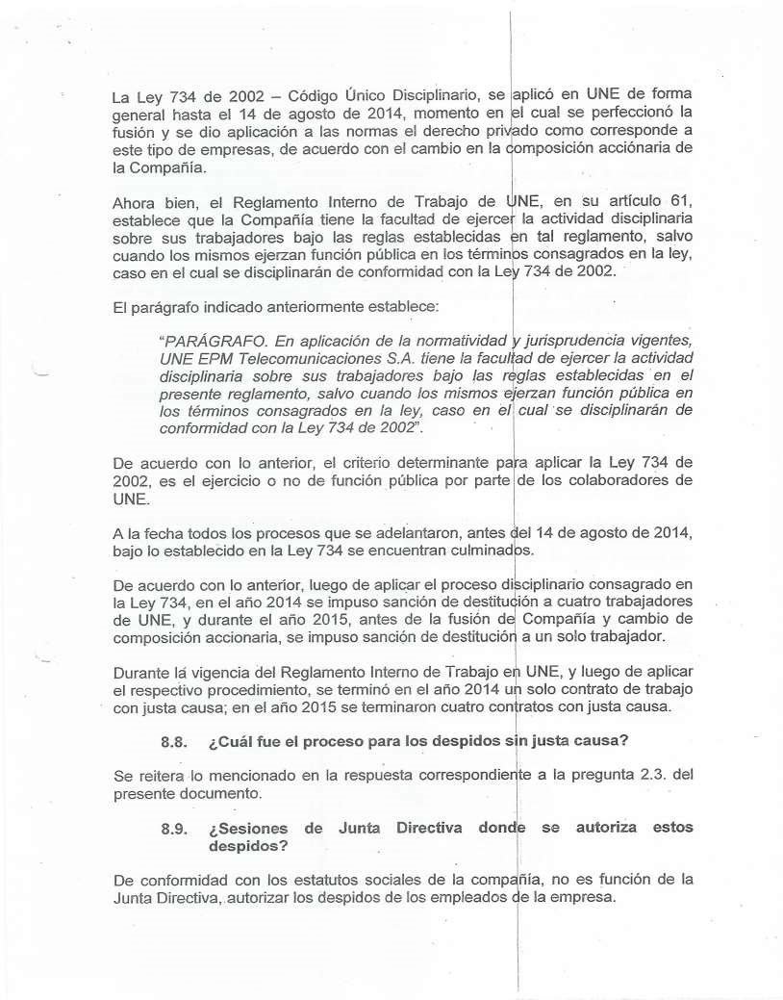 La Ley 734 de 2002 – Código Único Disciplinario, se aplicó en UNE de forma
general hasta el 14 de agosto de 2014, momento en el cual se perfeccionó la
fusión y se dio aplicación a las normas el derecho privado como corresponde a
este tipo de empresas, de acuerdo con el cambio en la composición acciónaria de
la Compañía.
Ahora bien, el Reglamento Interno de Trabajo de UNE, en su artículo 61,
establece que la Compañía tiene la facultad de ejercer la actividad disciplinaria
sobre sus trabajadores bajo las reglas establecidas en tal reglamento, salvo
cuando los mismos ejerzan función pública en los términos consagrados en la ley,
caso en el cual se disciplinarán de conformidad con la Ley 734 de 2002.
El parágrafo indicado anteriormente establece:
"PARÁGRAFO. En aplicación de la normatividad y jurisprudencia vigentes,
UNE EPM Telecomunicaciones S.A. tiene la facultad de ejercer la actividad
disciplinaria sobre sus trabajadores bajo las reglas establecidas en el
presente reglamento, salvo cuando los mismos ejerzan función pública en
los términos consagrados en la ley, caso en el cual se disciplinarán de
conformidad con la Ley 734 de 2002".
De acuerdo con lo anterior, el criterio determinante para aplicar la Ley 734 de
2002, es el ejercicio o no de función pública por parte de los colaboradores de
UNE.
A la fecha todos los procesos que se adelantaron, antes del 14 de agosto de 2014,
bajo lo establecido en la Ley 734 se encuentran culminados.
De acuerdo con lo anterior, luego de aplicar el proceso disciplinario consagrado en
la Ley 734, en el año 2014 se impuso sanción de destitución a cuatro trabajadores
de UNE, y durante el año 2015, antes de la fusión de Compañía y cambio de
composición accionaria, se impuso sanción de destitución a un solo trabajador.
Durante la vigencia del Reglamento Interno de Trabajo en UNE, y luego de aplicar
el respectivo procedimiento, se terminó en el año 2014 un solo contrato de trabajo
con justa causa; en el año 2015 se terminaron cuatro contratos con justa causa.
8.8. ¿Cuál fue el proceso para los despidos sin justa causa?
Se reitera lo mencionado en la respuesta correspondiente a la pregunta 2.3. del
presente documento.
8.9. ¿Sesiones de Junta Directiva donde se autoriza estos
despidos?
De conformidad con los estatutos sociales de la compañía, no es función de la
Junta Directiva, autorizar los despidos de los empleados de la empresa.